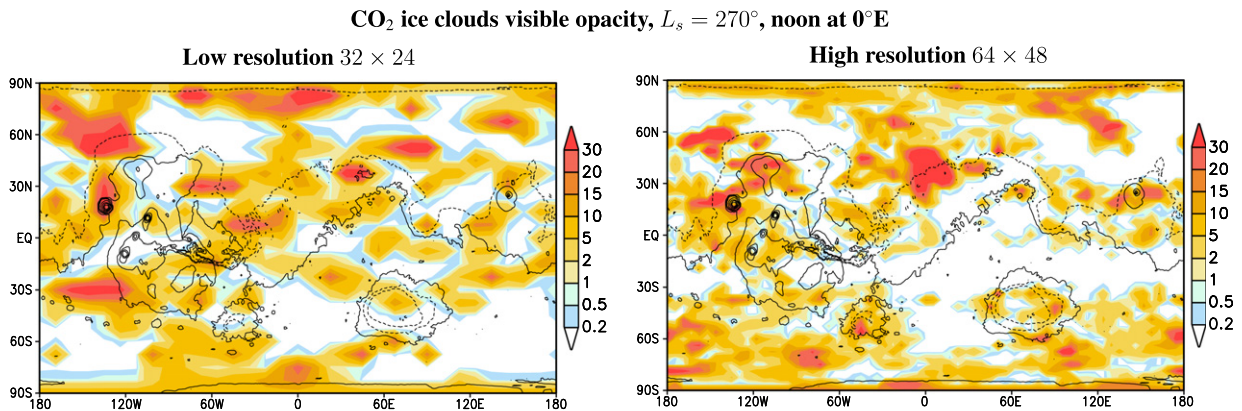 CO₂ ice clouds visible opacity, Lₛ = 270°, noon at 0°E
Low resolution 32 × 24
High resolution 64 × 48
90N
60N
30N
EQ
30S
60S
90S
180
120W
60W
0
60E
120E
180
30
20
15
10
5
2
1
0.5
0.2
90N
60N
30N
EQ
30S
60S
90S
180
120W
60W
0
60E
120E
180
30
20
15
10
5
2
1
0.5
0.2